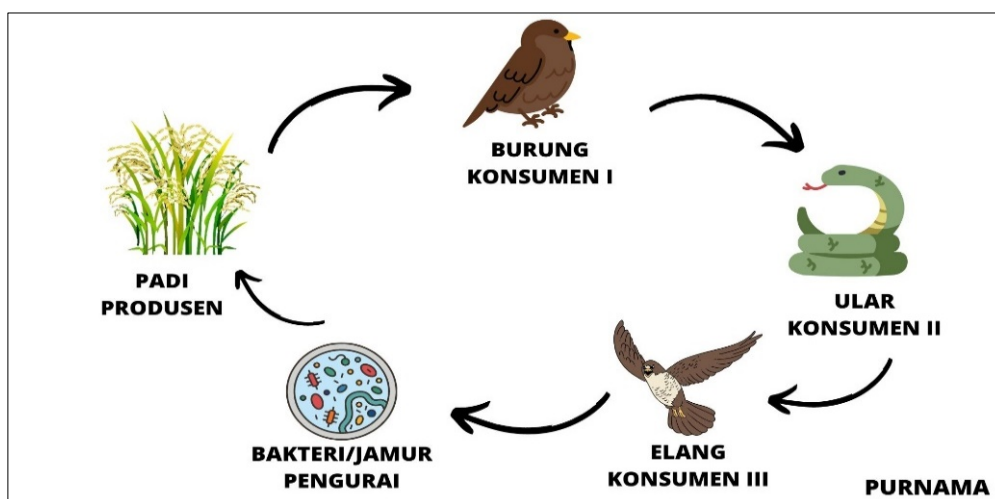 BURUNG
KONSUMEN I
PADI
PRODUSEN
ULAR
KONSUMEN II
BAKTERI/JAMUR
PENGURAI
ELANG
KONSUMEN III
PURNAMA